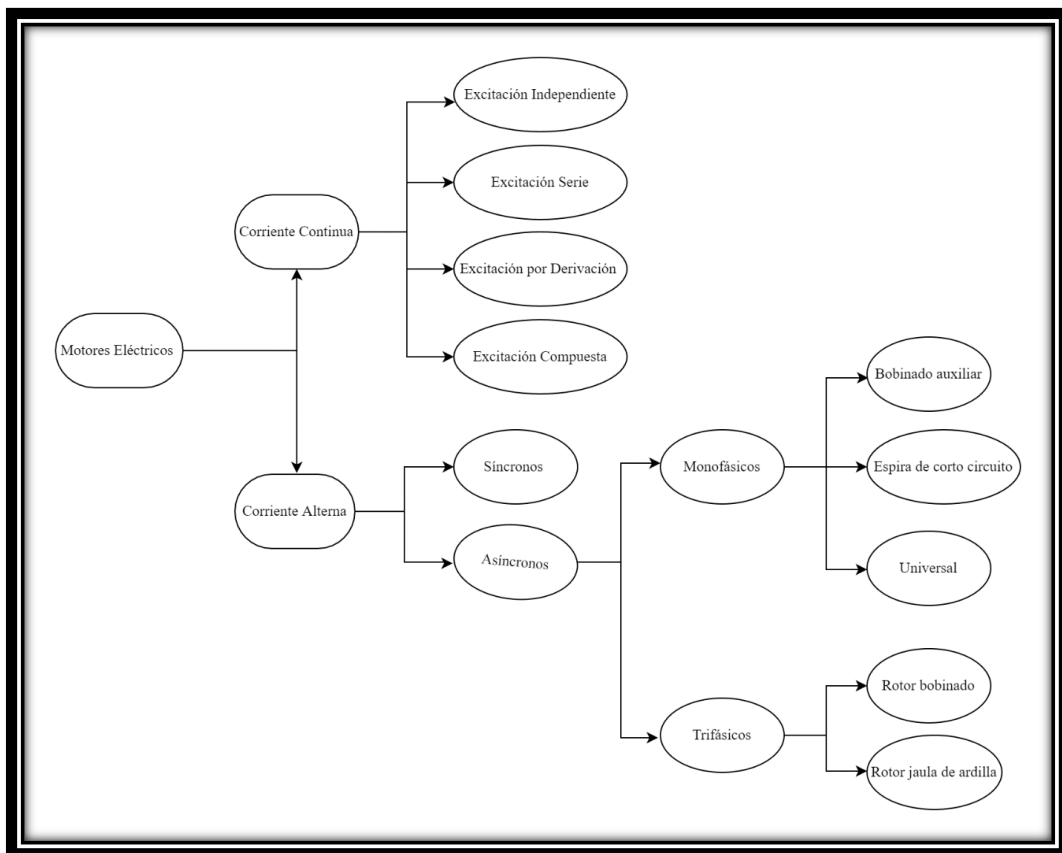 Motores Eléctricos
Corriente Continua
Excitación Independiente
Excitación Serie
Excitación por Derivación
Excitación Compuesta
Corriente Alterna
Síncronos
Asíncronos
Monofásicos
Bobinado auxiliar
Espira de corto circuito
Universal
Trifásicos
Rotor bobinado
Rotor jaula de ardilla